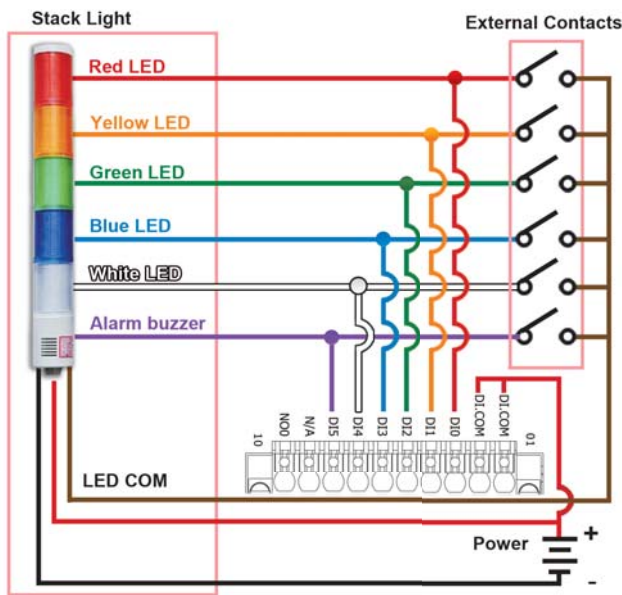 Stack Light
External Contacts
Red LED
Yellow LED
Green LED
Blue LED
White LED
Alarm buzzer
10
NO0
N/A
DI5
DI4
DI3
DI2
DI1
DI0
DI.COM
DI.COM
01
LED COM
Power
+
-